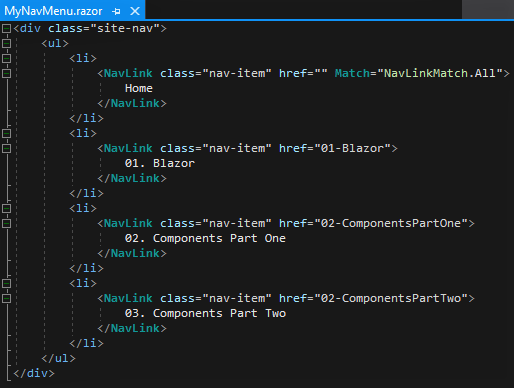 MyNavMenu.razor
<div class="site-nav">
    <ul>
        <li>
            <NavLink class="nav-item" href="" Match="NavLinkMatch.All">
                Home
            </NavLink>
        </li>
        <li>
            <NavLink class="nav-item" href="01-Blazor">
                01. Blazor
            </NavLink>
        </li>
        <li>
            <NavLink class="nav-item" href="02-ComponentsPartOne">
                02. Components Part One
            </NavLink>
        </li>
        <li>
            <NavLink class="nav-item" href="02-ComponentsPartTwo">
                03. Components Part Two
            </NavLink>
        </li>
    </ul>
</div>